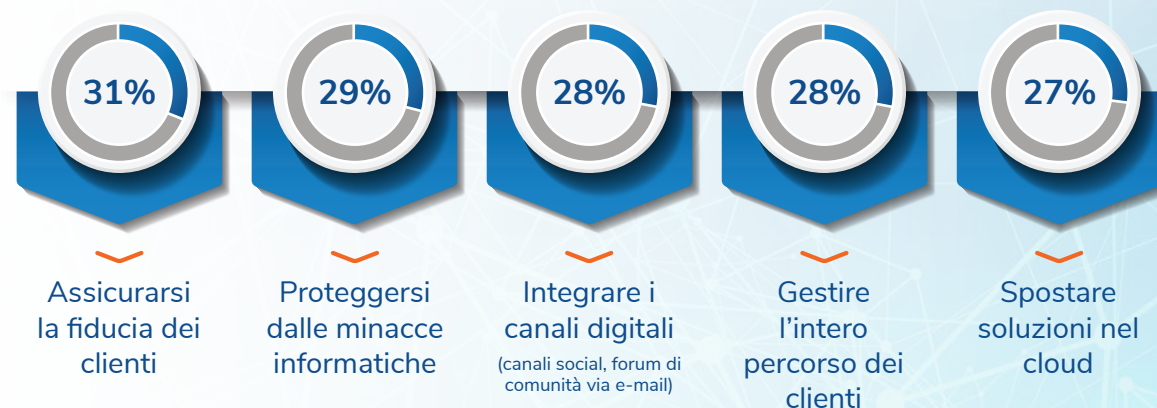 31%
Assicurarsi
la fiducia dei
clienti
29%
Proteggersi
dalle minacce
informatiche
28%
Integrare i
canali digitali
(canali social, forum di
comunità via e-mail)
28%
Gestire
l’intero
percorso dei
clienti
27%
Spostare
soluzioni nel
cloud